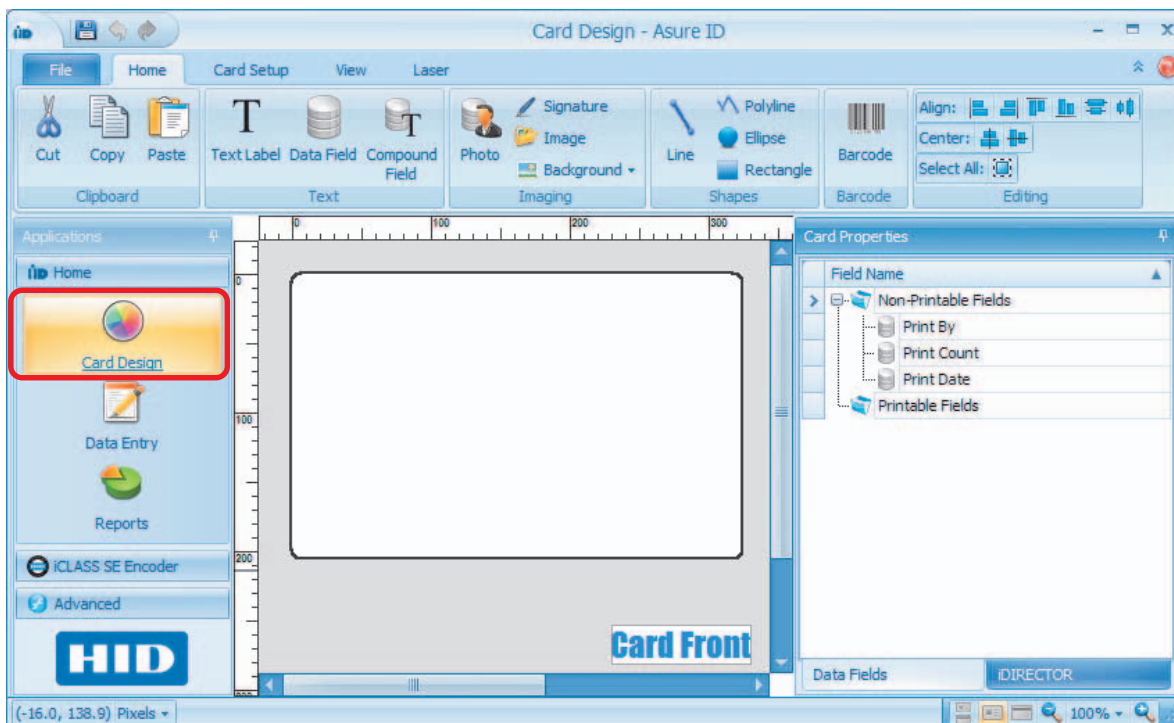 iID
Card Design - Asure ID
File Home Card Setup View Laser
Cut Copy Paste
Clipboard
T
Text Label Data Field Compound Field
Text
Photo
Signature
Image
Background
Imaging
Line
Polyline
Ellipse
Rectangle
Shapes
Barcode
Barcode
Align:
Center:
Select All:
Editing
Applications
iID Home
Card Design
Data Entry
Reports
iCLASS SE Encoder
Advanced
HID
0 100 200 300
0
100
200
Card Front
Card Properties
Field Name
Non-Printable Fields
Print By
Print Count
Print Date
Printable Fields
Data Fields iDIRECTOR
(-16.0, 138.9) Pixels
100%